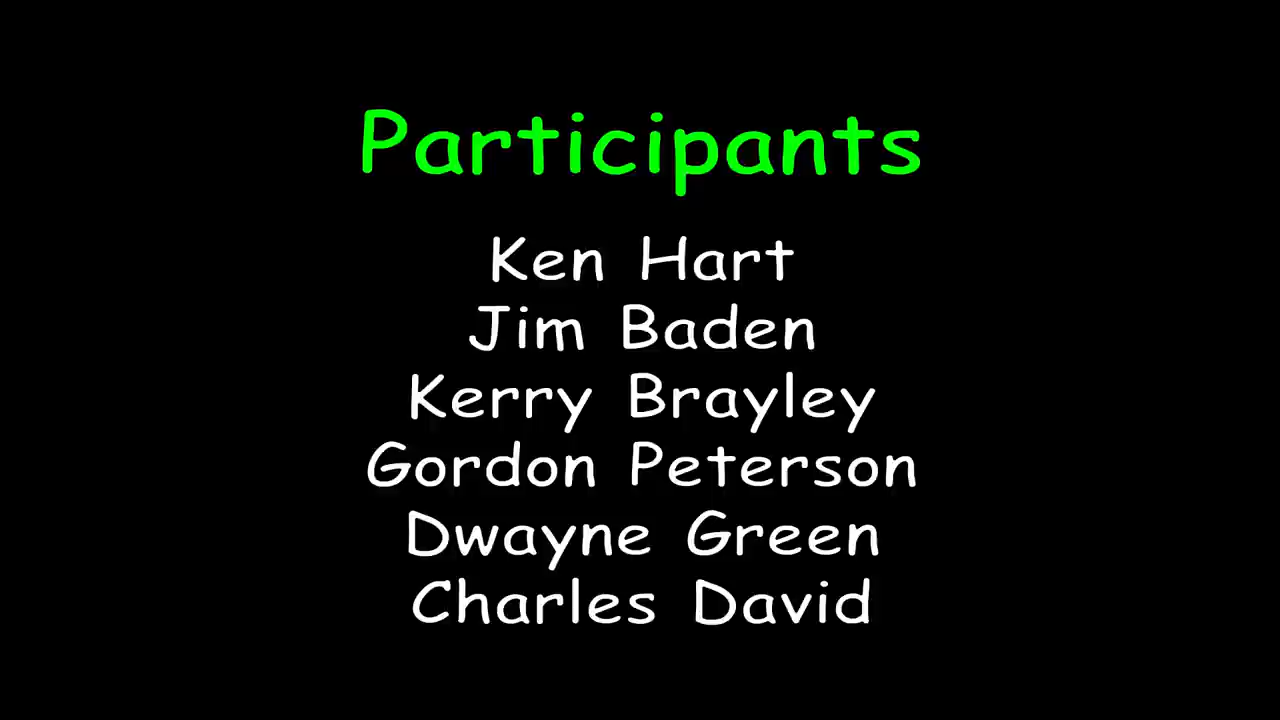 Participants
Ken Hart
Jim Baden
Kerry Brayley
Gordon Peterson
Dwayne Green
Charles David